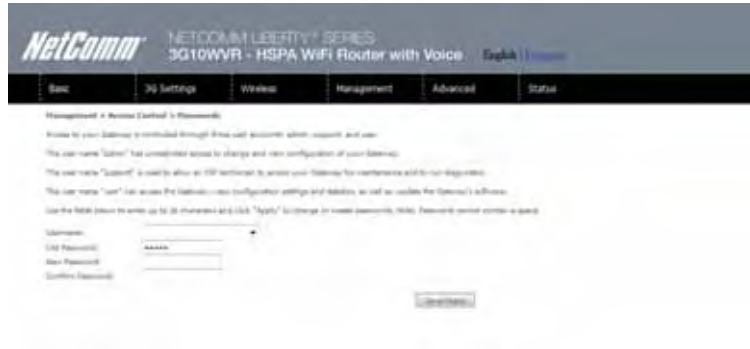 NetComm
NETCOMM LIBERTY™ SERIES
3G10WVR - HSPA WiFi Router with Voice
English |
Basic 3G Settings Wireless Management Advanced Status
Management > Access Control > Passwords
Access to your Gateway is controlled through three user accounts: admin, support, and user.
The user name "admin" has unrestricted access to change and view configuration of your Gateway.
The user name "support" is used to allow an ISP technician to access your Gateway for maintenance and to run diagnostics.
The user name "user" can access the Gateway, view configuration settings and statistics, as well as update the Gateway's software.
Use the fields below to enter up to 16 characters and click "Apply" to change or create passwords. Note: Password cannot contain a space.
Username:
Old Password:
New Password:
Confirm Password: